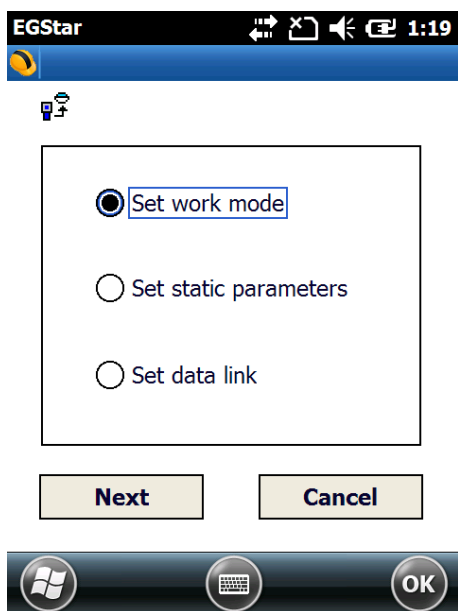 EGStar 1:19
Set work mode
Set static parameters
Set data link
Next Cancel
OK